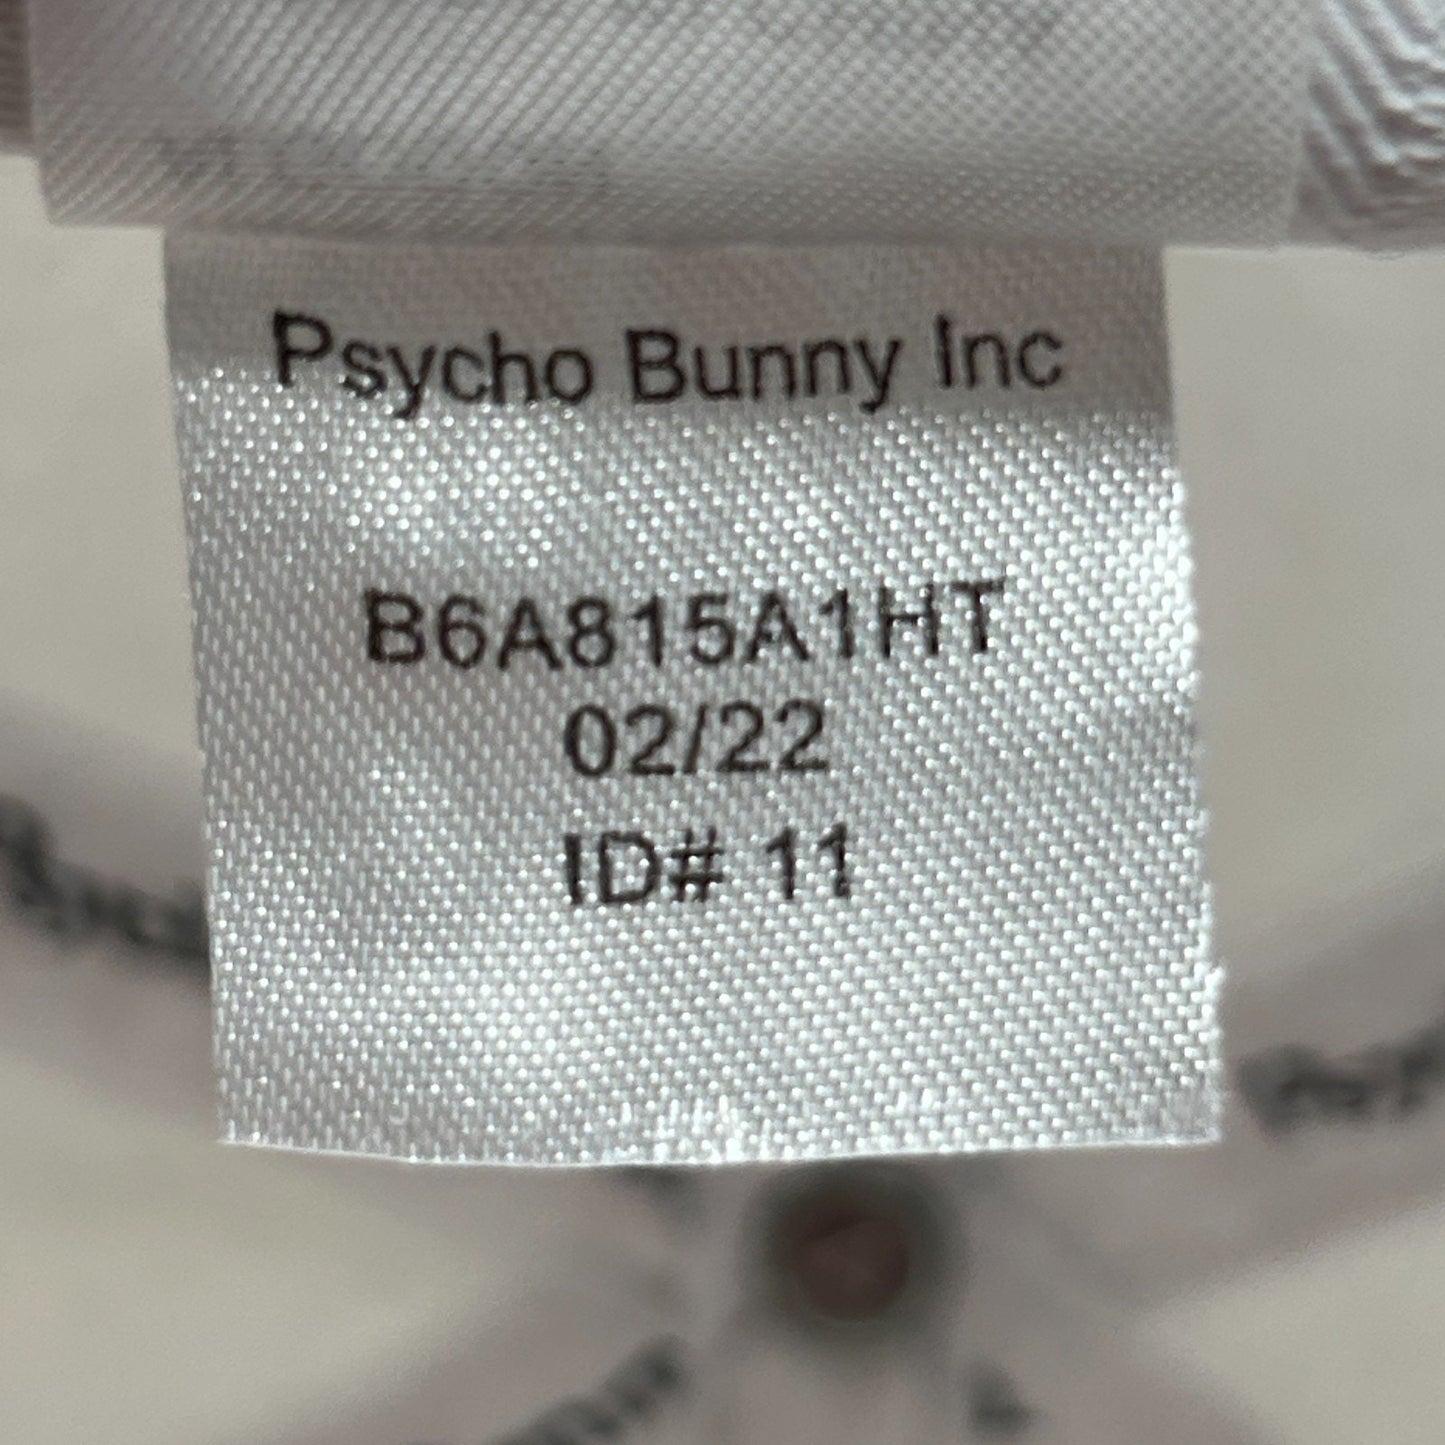 Psycho Bunny Inc
B6A815A1HT
02/22
ID# 11